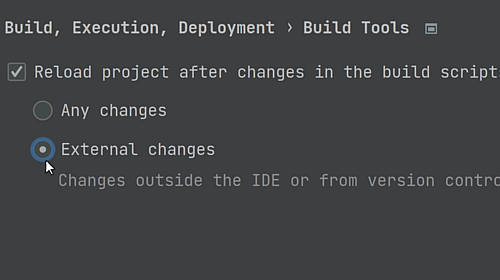 Build, Execution, Deployment › Build Tools
Reload project after changes in the build script
Any changes
External changes
Changes outside the IDE or from version contro